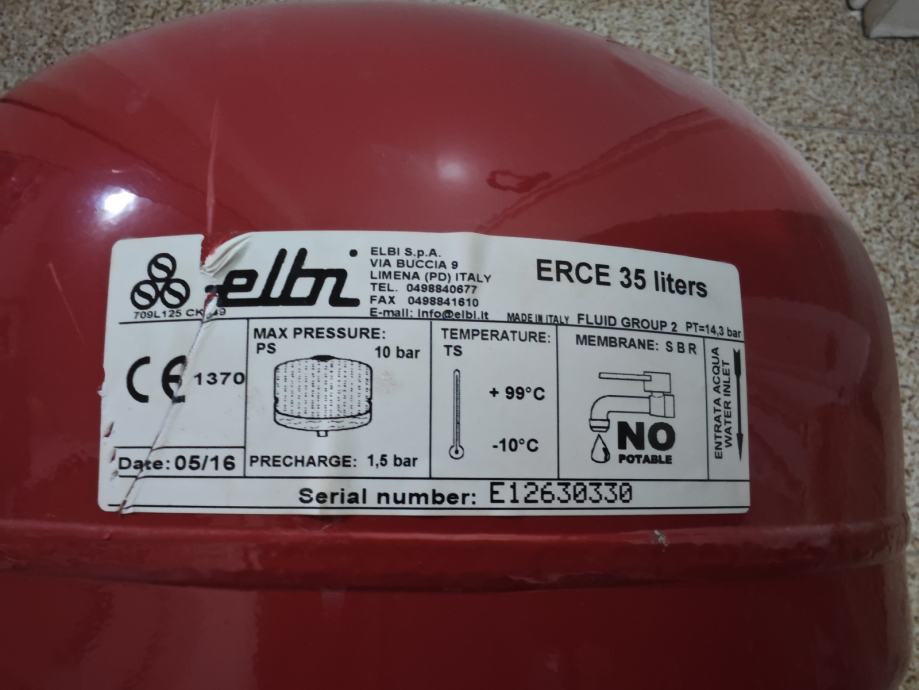 elbi
ELBI S.p.A.
VIA BUCCIA 9
LIMENA (PD) ITALY
TEL. 0498840677
FAX 0498841610
E-mail: info@elbi.it
ERCE 35 liters
709L125 CK 49
MADE IN ITALY FLUID GROUP 2 PT=14,3 bar
CE 1370
Date: 05/16
MAX PRESSURE:
PS 10 bar
PRECHARGE: 1,5 bar
TEMPERATURE:
TS
+ 99°C
-10°C
MEMBRANE: S B R
NO
POTABLE
ENTRATA ACQUA
WATER INLET
Serial number: E12630330